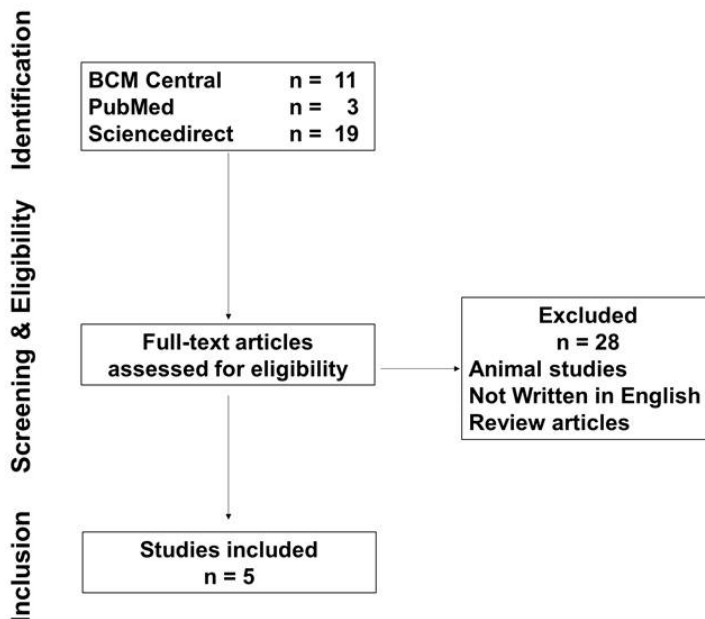 Identification
BCM Central n = 11
PubMed n = 3
Sciencedirect n = 19
Screening & Eligibility
Full-text articles
assessed for eligibility
Excluded
n = 28
Animal studies
Not Written in English
Review articles
Inclusion
Studies included
n = 5